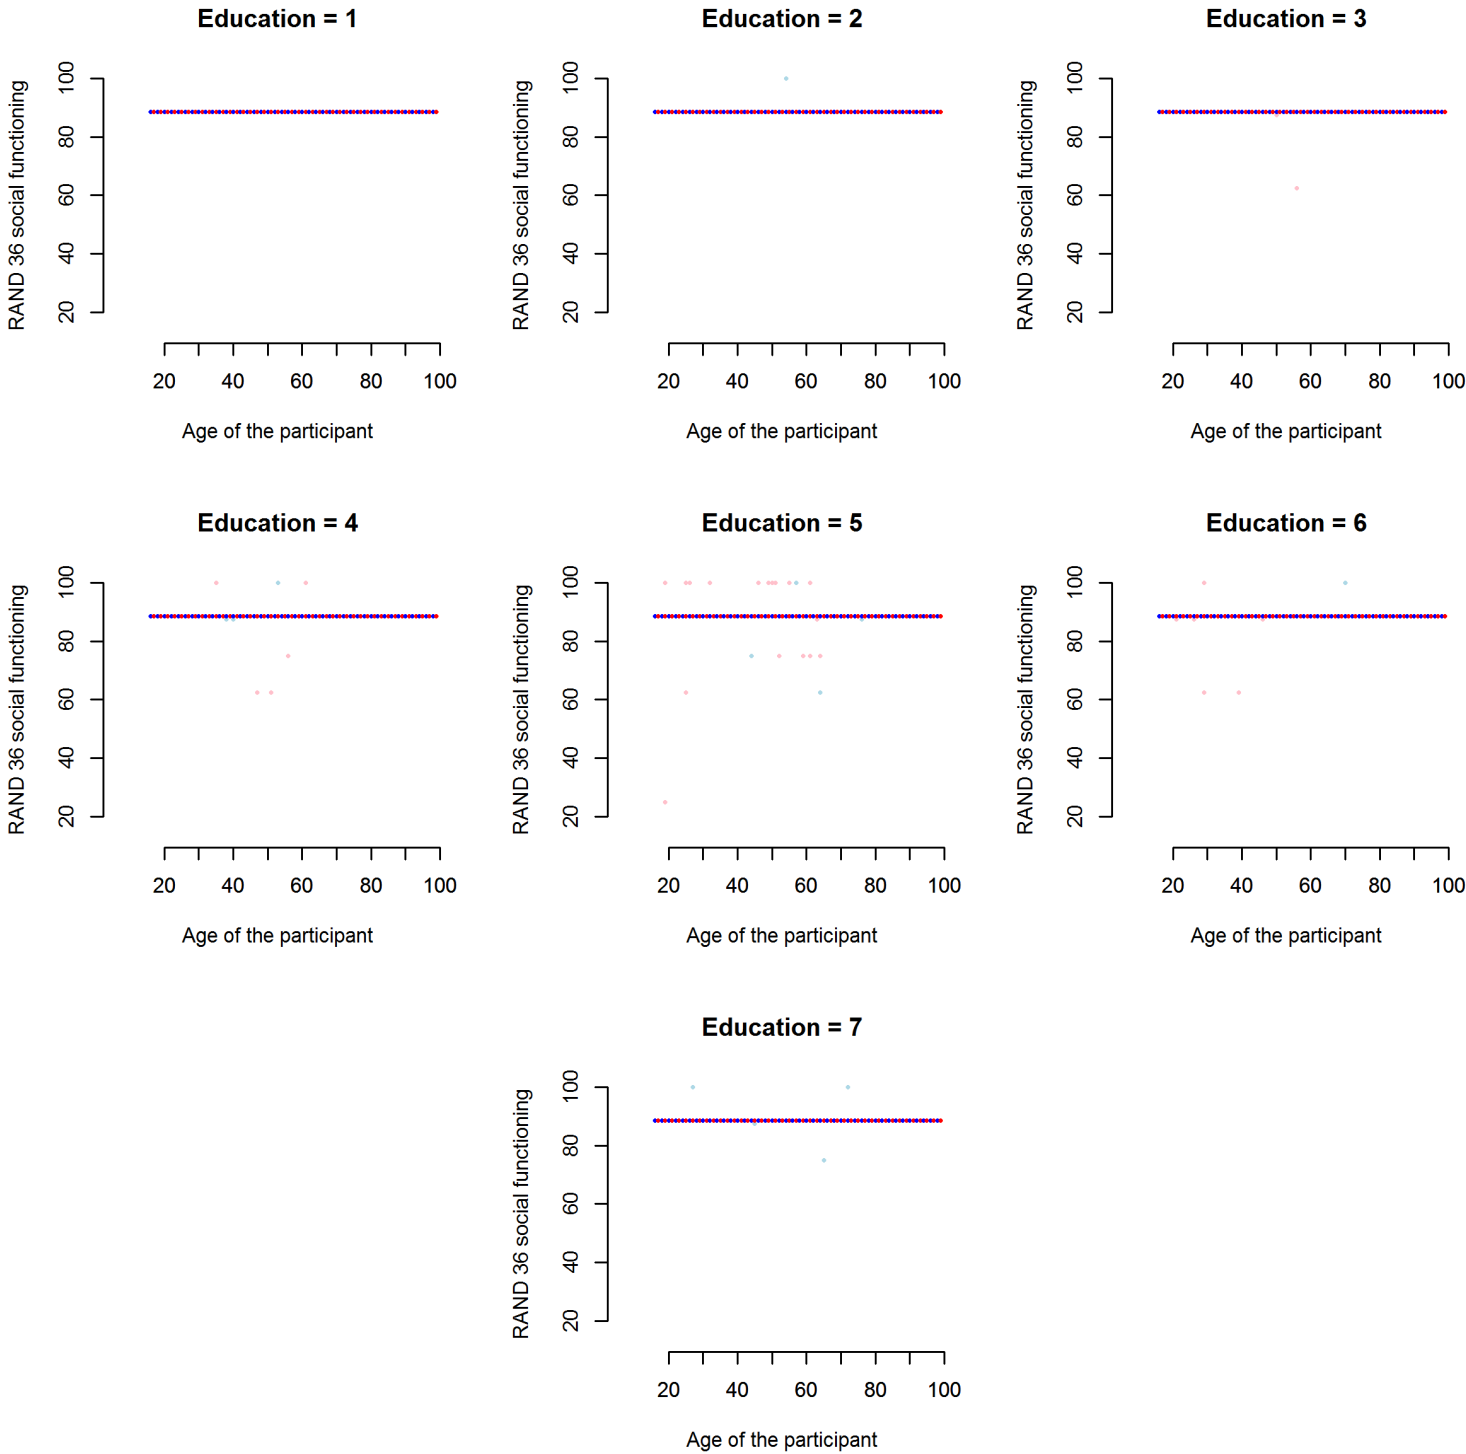 Education = 1
RAND 36 social functioning
100
80
60
40
20
20 40 60 80 100
Age of the participant
Education = 2
RAND 36 social functioning
100
80
60
40
20
20 40 60 80 100
Age of the participant
Education = 3
RAND 36 social functioning
100
80
60
40
20
20 40 60 80 100
Age of the participant
Education = 4
RAND 36 social functioning
100
80
60
40
20
20 40 60 80 100
Age of the participant
Education = 5
RAND 36 social functioning
100
80
60
40
20
20 40 60 80 100
Age of the participant
Education = 6
RAND 36 social functioning
100
80
60
40
20
20 40 60 80 100
Age of the participant
Education = 7
RAND 36 social functioning
100
80
60
40
20
20 40 60 80 100
Age of the participant